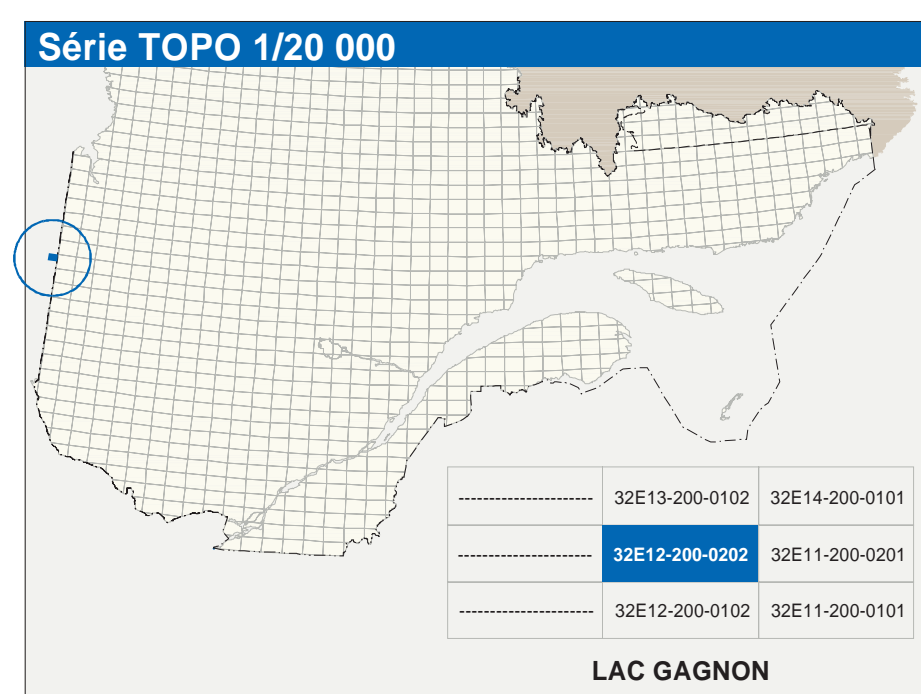 Série TOPO 1/20 000
--------------------- 32E13-200-0102 32E14-200-0101
--------------------- 32E12-200-0202 32E11-200-0201
--------------------- 32E12-200-0102 32E11-200-0101
LAC GAGNON